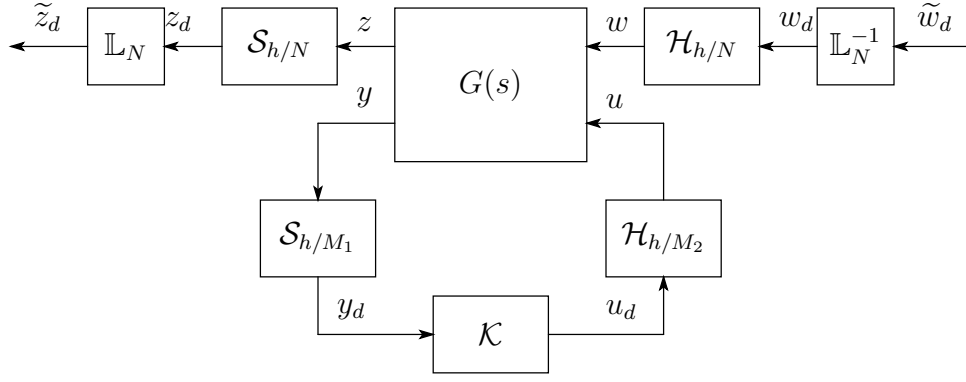 z̃_d z_d z w w_d w̃_d
𝕃_N 𝒮_{h/N} G(s) ℋ_{h/N} 𝕃_N^{-1}
y u
𝒮_{h/M_1} ℋ_{h/M_2}
y_d u_d
𝒦